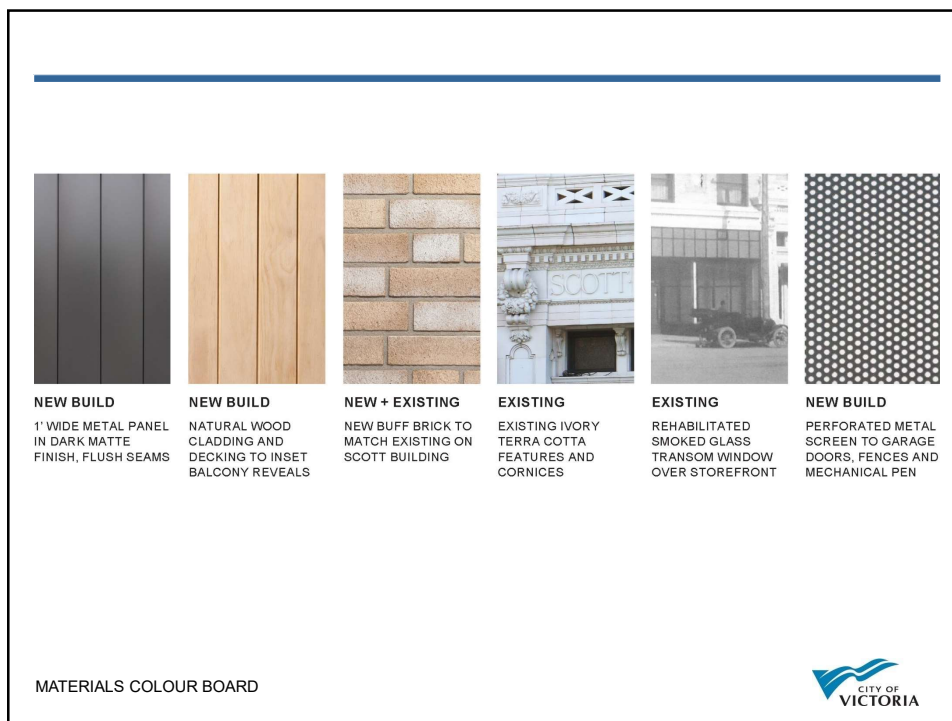 SCOTT
NEW BUILD
1' WIDE METAL PANEL
IN DARK MATTE
FINISH, FLUSH SEAMS
NEW BUILD
NATURAL WOOD
CLADDING AND
DECKING TO INSET
BALCONY REVEALS
NEW + EXISTING
NEW BUFF BRICK TO
MATCH EXISTING ON
SCOTT BUILDING
EXISTING
EXISTING IVORY
TERRA COTTA
FEATURES AND
CORNICES
EXISTING
REHABILITATED
SMOKED GLASS
TRANSOM WINDOW
OVER STOREFRONT
NEW BUILD
PERFORATED METAL
SCREEN TO GARAGE
DOORS, FENCES AND
MECHANICAL PEN
MATERIALS COLOUR BOARD
CITY OF
VICTORIA